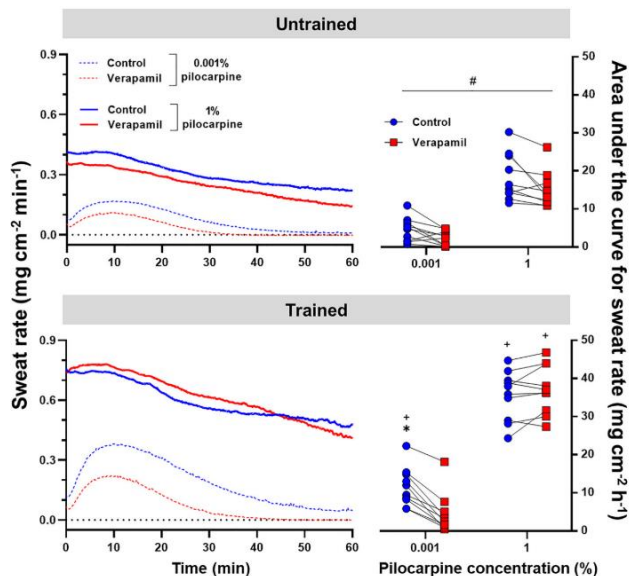 Untrained
Sweat rate (mg cm⁻² min⁻¹)
0.9
0.6
0.3
0.0
Control
Verapamil
0.001%
pilocarpine
Control
Verapamil
1%
pilocarpine
0 10 20 30 40 50 60
#
Control
Verapamil
50
40
30
20
10
0
0.001 1
Area under the curve for sweat rate (mg cm⁻² h⁻¹)
Trained
0.9
0.6
0.3
0.0
0 10 20 30 40 50 60
Time (min)
+
*
+
+
50
40
30
20
10
0
0.001 1
Pilocarpine concentration (%)